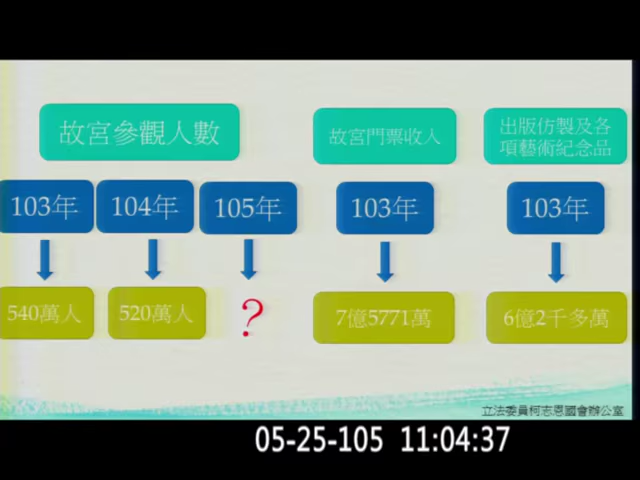 故宮參觀人數
103年
104年
105年
540萬人
520萬人
?
故宮門票收入
103年
7億5771萬
出版仿製及各
項藝術紀念品
103年
6億2千多萬
立法委員柯志恩國會辦公室
05-25-105 11:04:37